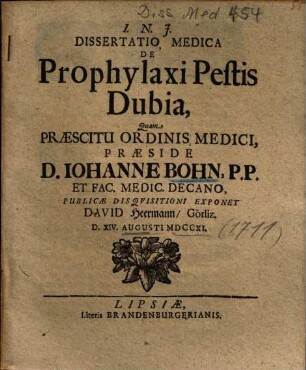 Diss. Med 454
I. N. J.
DISSERTATIO MEDICA
DE
Prophylaxi Pestis
Dubia,
Quam
PRÆSCITU ORDINIS MEDICI,
PRÆSIDE
D. IOHANNE BOHN, P.P.
ET FAC. MEDIC. DECANO,
PUBLICÆ DISQVISITIONI EXPONET
DAVID Heermann/ Görliz.
D. XIV. AUGUSTI MDCCXI.
(1711)
LIPSIÆ,
Literis BRANDENBURGERIANIS.